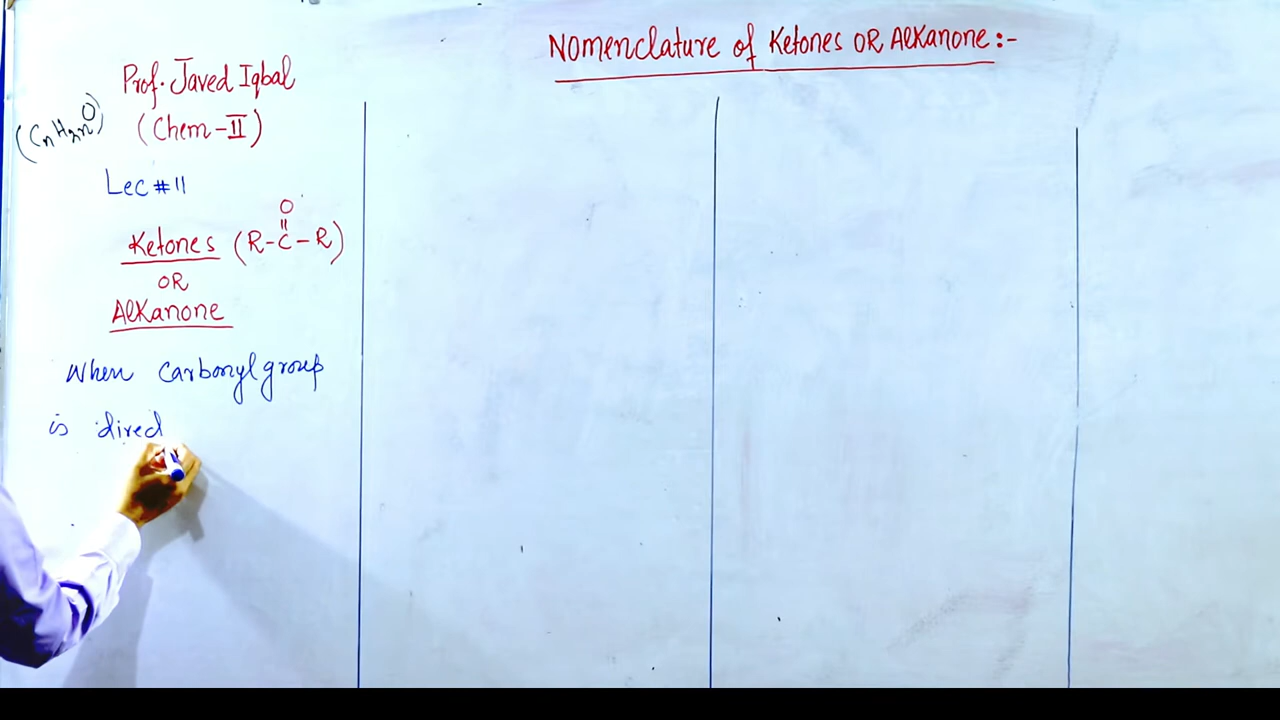 Nomenclature of Ketones OR Alkanone:-
Prof. Javed Iqbal
(CnH2nO)
(Chem-II)
Lec # 11
O
Ketones (R-C-R)
OR
Alkanone
When Carbonyl group
is direc